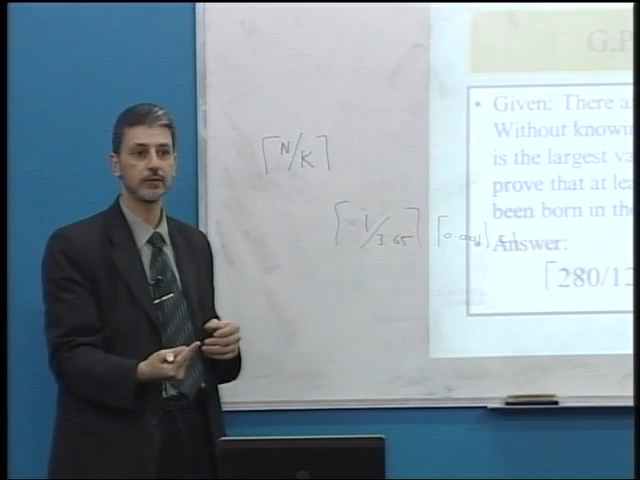 G.P
• Given: There a
Without knowi
is the largest va
prove that at lea
been born in the
Answer:
⌈280/12
⌈N/K⌉
⌈1/365⌉